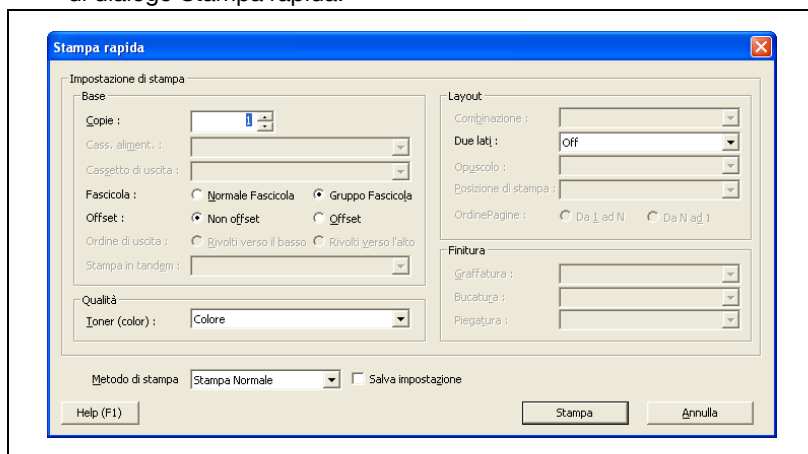 di dialogo Stampa rapida.
Stampa rapida
Impostazione di stampa
Base
Copie : 1
Cass. aliment. :
Cassetto di uscita :
Fascicola : Normale Fascicola Gruppo Fascicola
Offset : Non offset Offset
Ordine di uscita : Rivolti verso il basso Rivolti verso l'alto
Stampa in tandem :
Qualità
Toner (color) : Colore
Layout
Combinazione :
Due lati : Off
Opuscolo :
Posizione di stampa :
OrdinePagine : Da 1 ad N Da N ad 1
Finitura
Graffatura :
Bucatura :
Piegatura :
Metodo di stampa Stampa Normale Salva impostazione
Help (F1) Stampa Annulla